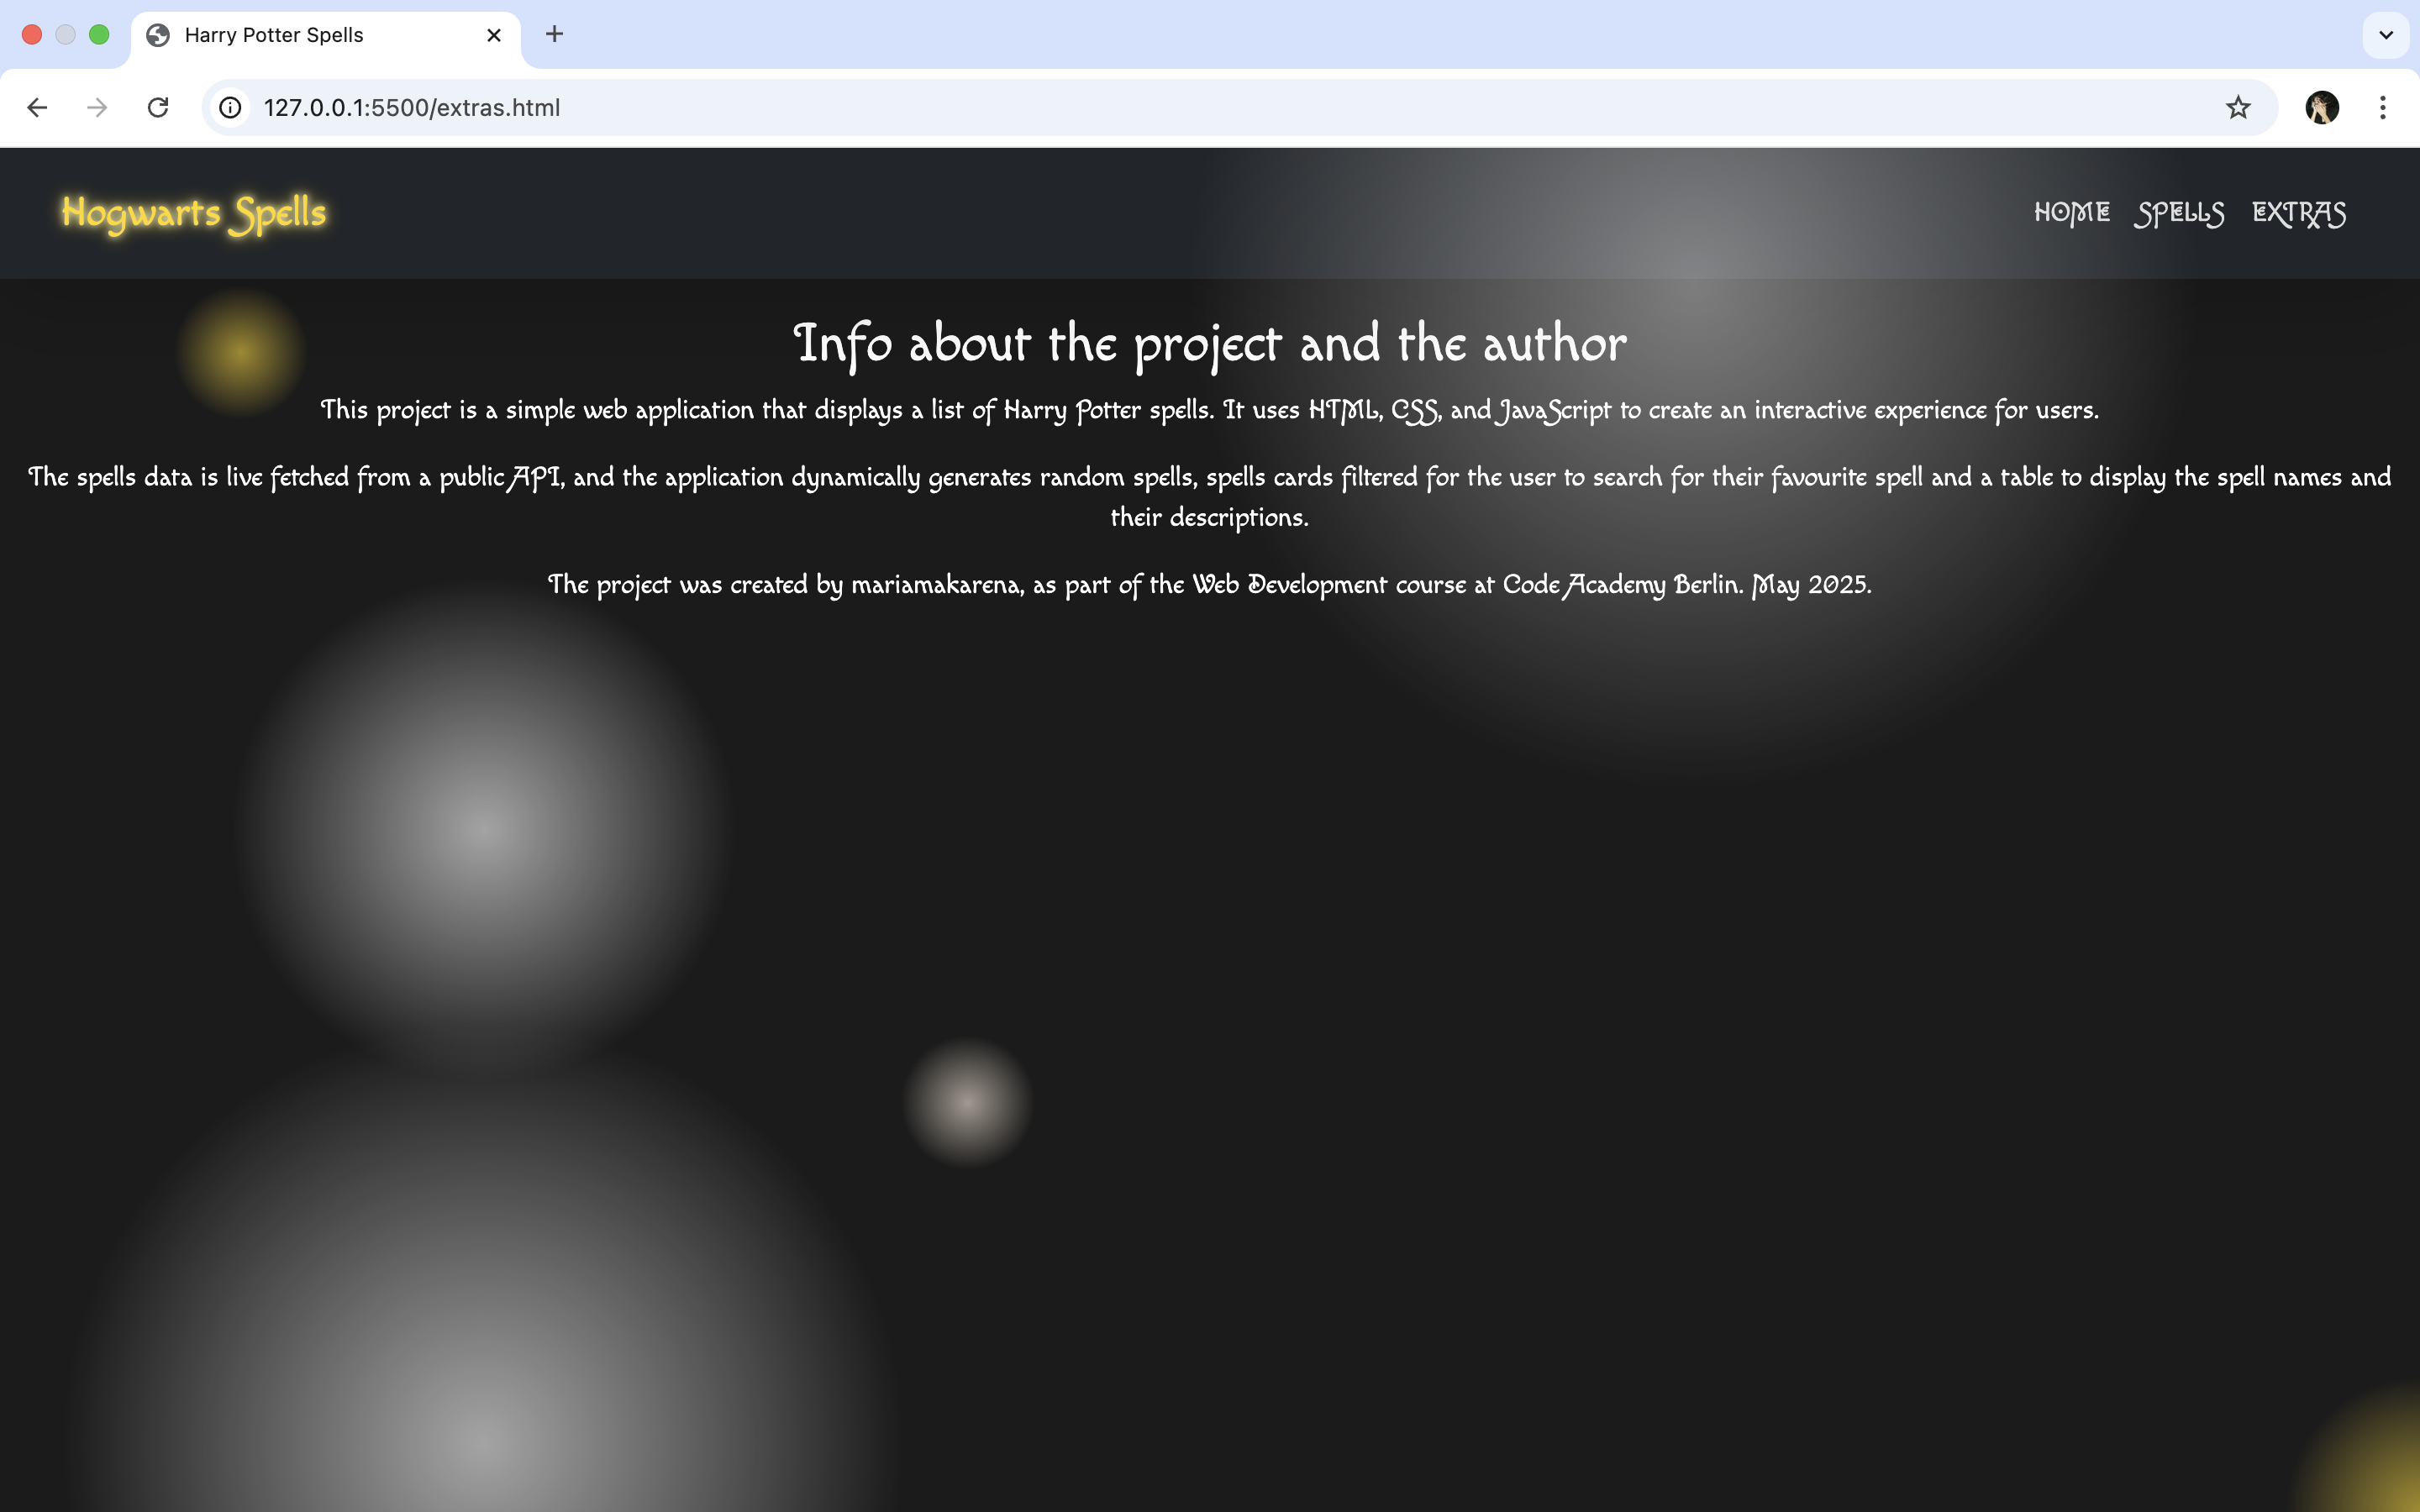 Harry Potter Spells
127.0.0.1:5500/extras.html
Hogwarts Spells
HOME SPELLS EXTRAS
Info about the project and the author
This project is a simple web application that displays a list of Harry Potter spells. It uses HTML, CSS, and JavaScript to create an interactive experience for users.
The spells data is live fetched from a public API, and the application dynamically generates random spells, spells cards filtered for the user to search for their favourite spell and a table to display the spell names and
their descriptions.
The project was created by mariamakarena, as part of the Web Development course at Code Academy Berlin. May 2025.